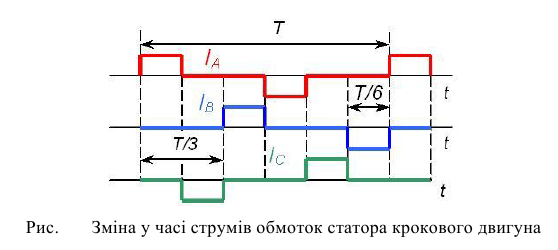 T
I_A
I_B
T/6
t
T/3
t
I_C
t
Рис. Зміна у часі струмів обмоток статора крокового двигуна